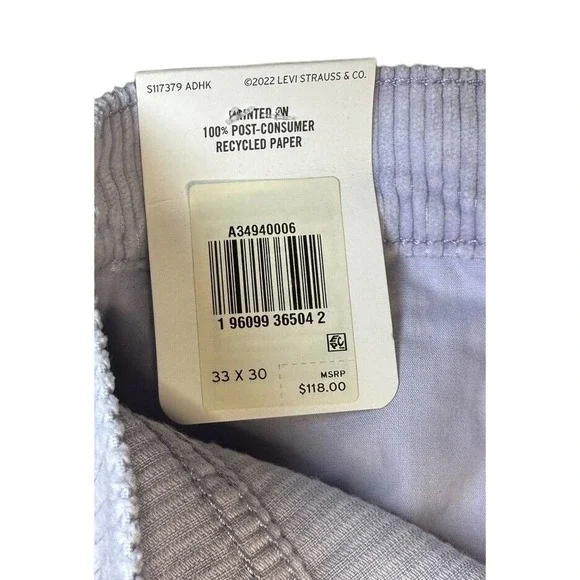 S117379 ADHK ©2022 LEVI STRAUSS & CO.
PRINTED ON
100% POST-CONSUMER
RECYCLED PAPER
A34940006
1 96099 36504 2
33 X 30
MSRP
$118.00